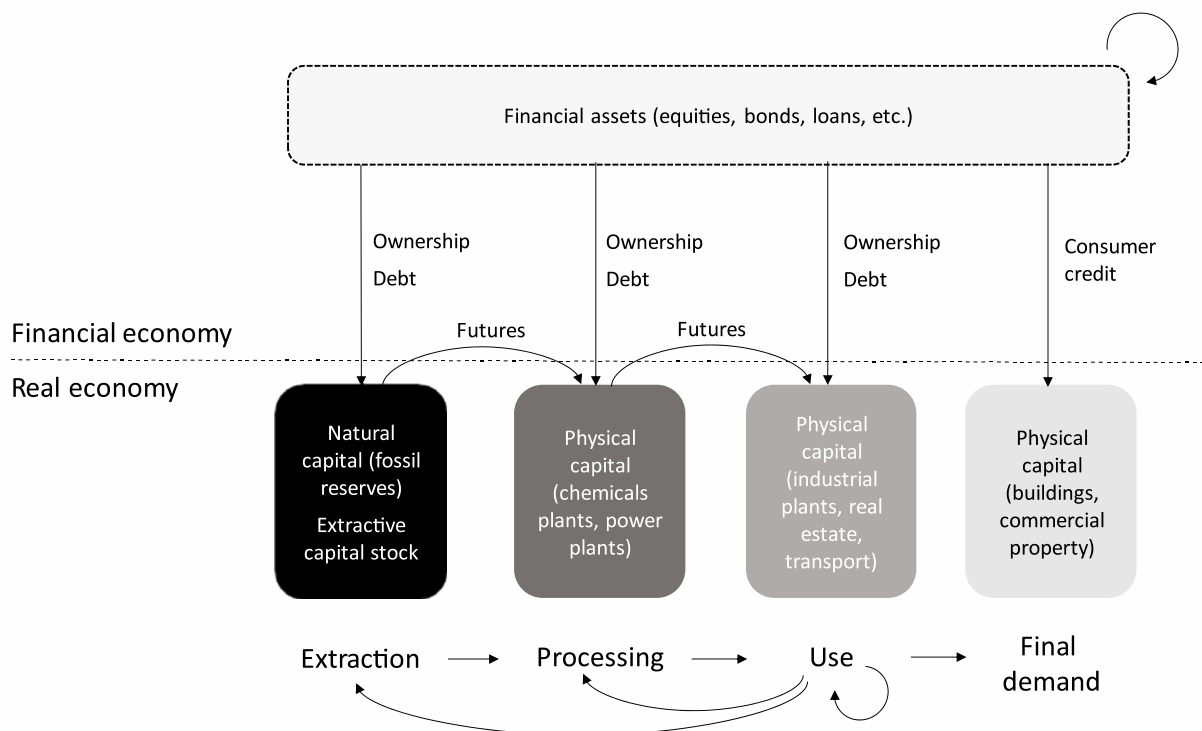 Financial assets (equities, bonds, loans, etc.)
Ownership
Debt
Ownership
Debt
Ownership
Debt
Consumer
credit
Financial economy
Futures
Futures
Real economy
Natural
capital (fossil
reserves)
Extractive
capital stock
Physical
capital
(chemicals
plants, power
plants)
Physical
capital
(industrial
plants, real
estate,
transport)
Physical
capital
(buildings,
commercial
property)
Extraction
Processing
Use
Final
demand